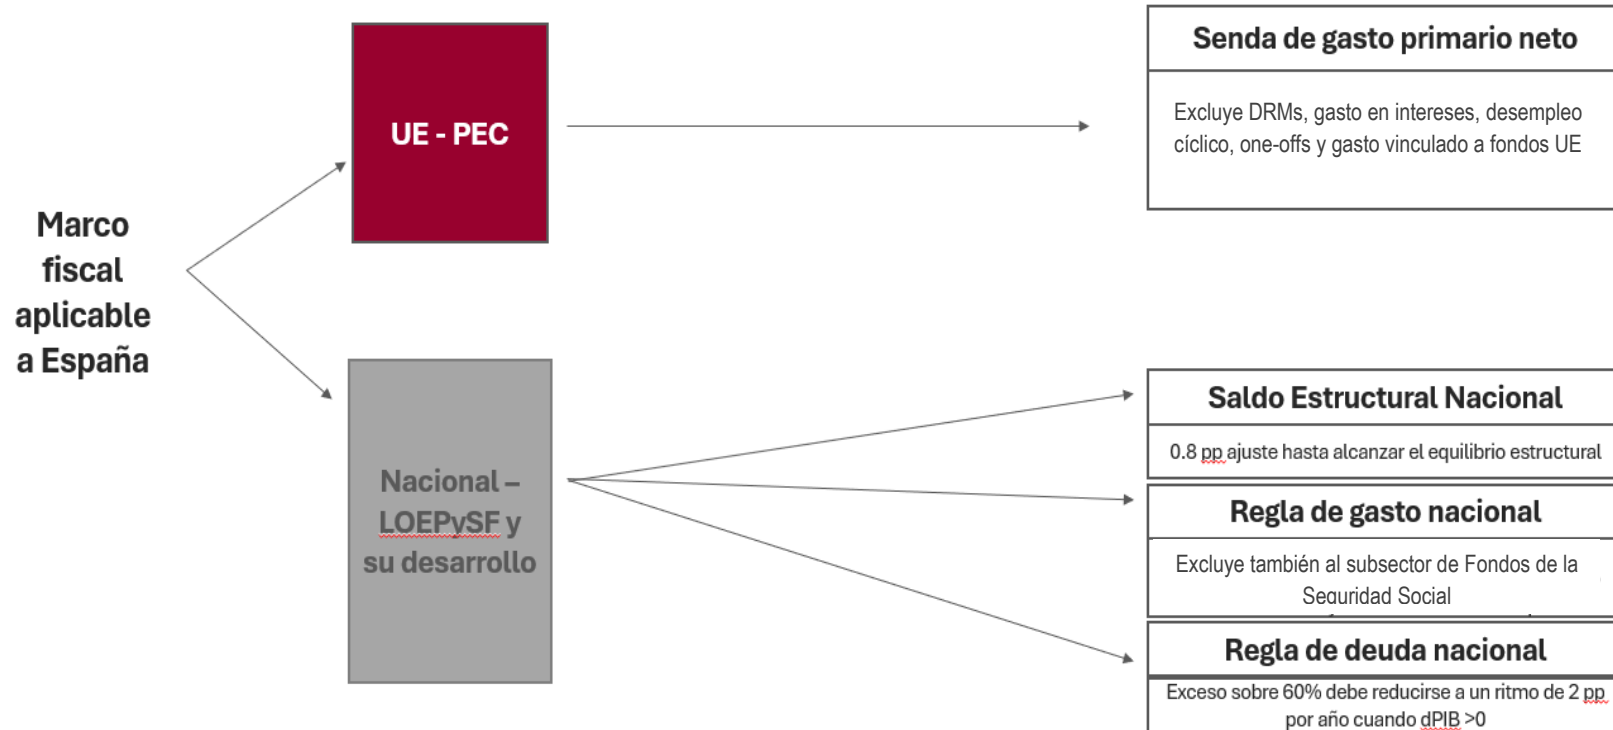 Marco
fiscal
aplicable
a España
UE - PEC
Senda de gasto primario neto
Excluye DRMs, gasto en intereses, desempleo
cíclico, one-offs y gasto vinculado a fondos UE
Nacional –
LOEPySF y
su desarrollo
Saldo Estructural Nacional
0.8 pp ajuste hasta alcanzar el equilibrio estructural
Regla de gasto nacional
Excluye también al subsector de Fondos de la
Seguridad Social
Regla de deuda nacional
Exceso sobre 60% debe reducirse a un ritmo de 2 pp
por año cuando dPIB >0